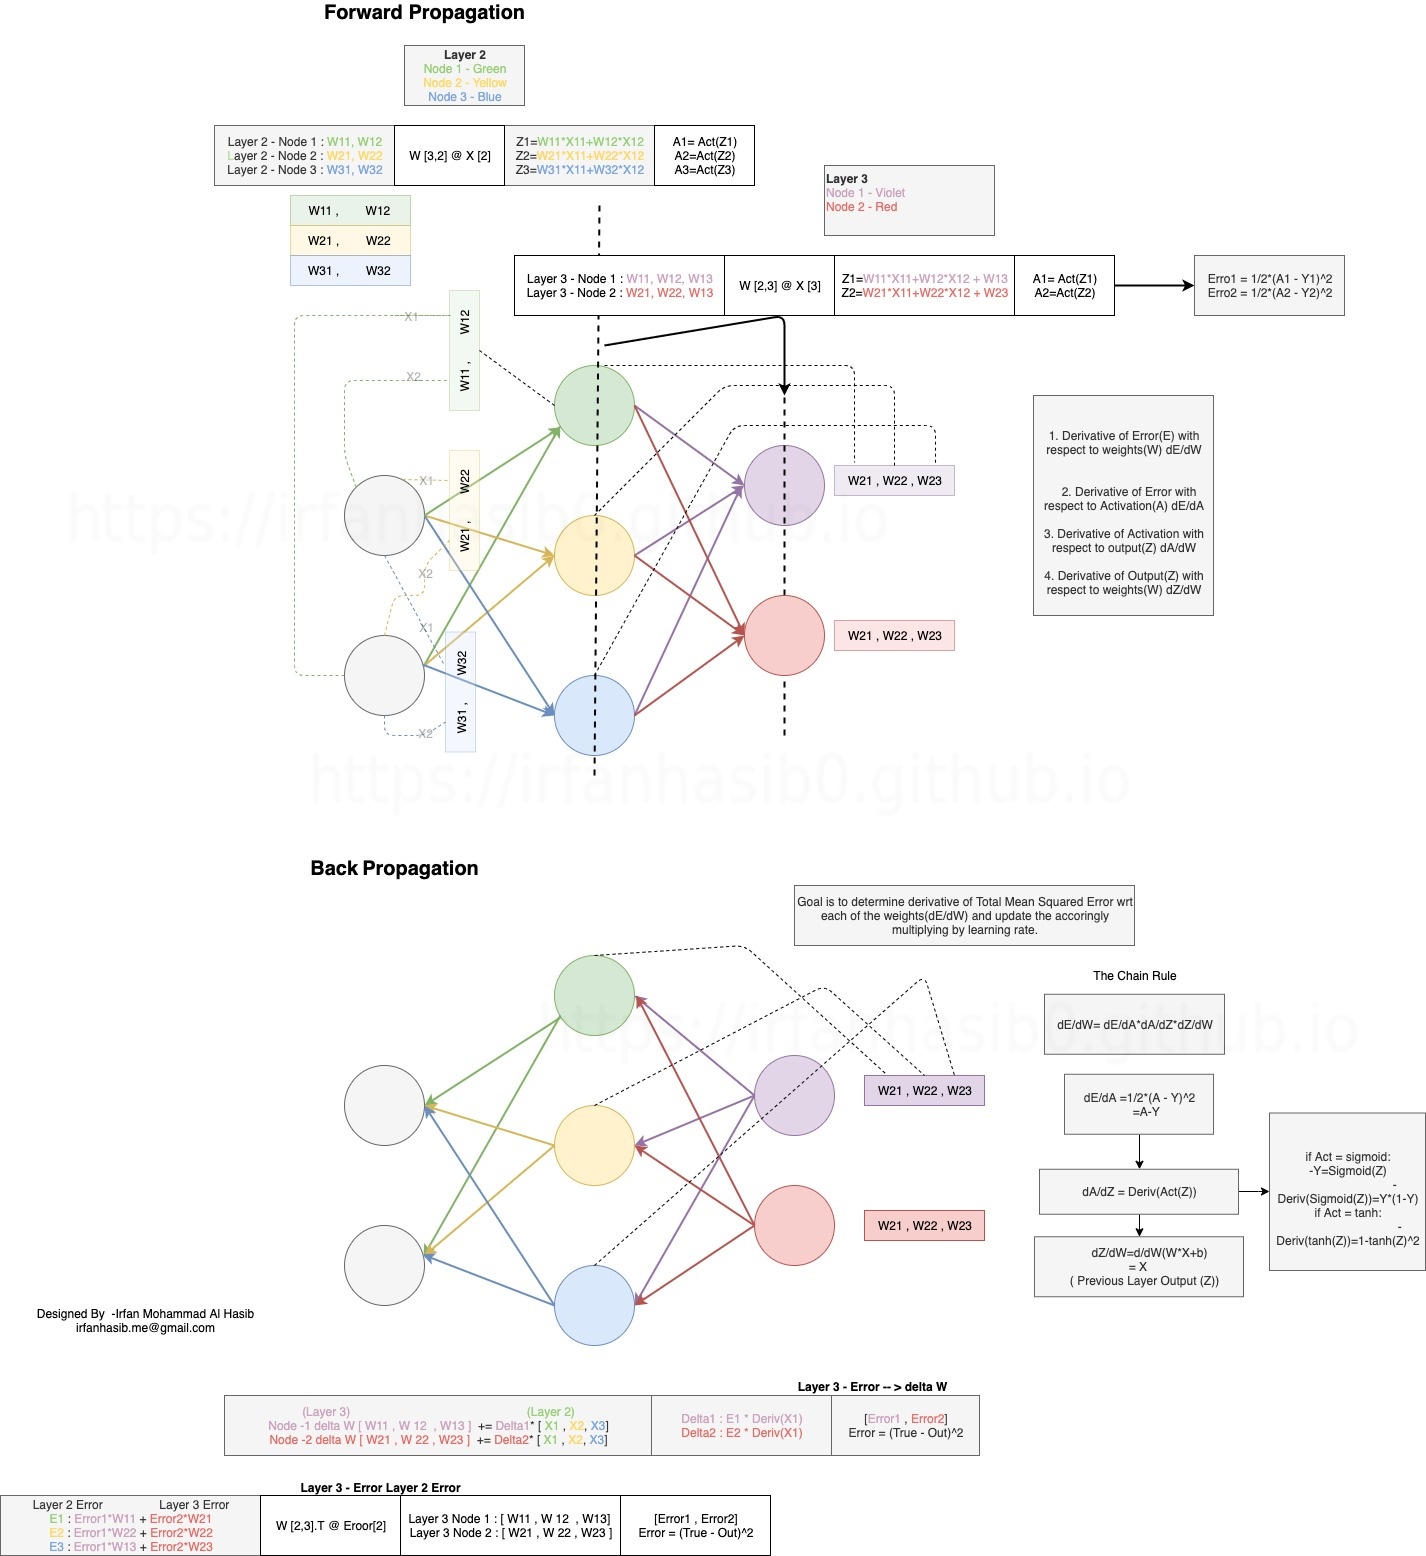 Forward Propagation
Layer 2
Node 1 - Green
Node 2 - Yellow
Node 3 - Blue
Layer 2 - Node 1 : W11, W12
Layer 2 - Node 2 : W21, W22
Layer 2 - Node 3 : W31, W32
W [3,2] @ X [2]
Z1=W11*X11+W12*X12
Z2=W21*X11+W22*X12
Z3=W31*X11+W32*X12
A1= Act(Z1)
A2=Act(Z2)
A3=Act(Z3)
Layer 3
Node 1 - Violet
Node 2 - Red
W11 , W12
W21 , W22
W31 , W32
Layer 3 - Node 1 : W11, W12, W13
Layer 3 - Node 2 : W21, W22, W13
W [2,3] @ X [3]
Z1=W11*X11+W12*X12 + W13
Z2=W21*X11+W22*X12 + W23
A1= Act(Z1)
A2=Act(Z2)
Erro1 = 1/2*(A1 - Y1)^2
Erro2 = 1/2*(A2 - Y2)^2
X1
W11 , W12
X2
X1
W21 , W22
X2
X1
W31 , W32
X2
W21 , W22 , W23
W21 , W22 , W23
1. Derivative of Error(E) with
respect to weights(W) dE/dW
2. Derivative of Error with
respect to Activation(A) dE/dA
3. Derivative of Activation with
respect to output(Z) dA/dW
4. Derivative of Output(Z) with
respect to weights(W) dZ/dW
https://irfanhasib0.github.io
https://irfanhasib0.github.io
Back Propagation
Goal is to determine derivative of Total Mean Squared Error wrt
each of the weights(dE/dW) and update the accoringly
multiplying by learning rate.
The Chain Rule
dE/dW= dE/dA*dA/dZ*dZ/dW
https://irfanhasib0.github.io
W21 , W22 , W23
W21 , W22 , W23
dE/dA =1/2*(A - Y)^2
=A-Y
dA/dZ = Deriv(Act(Z))
dZ/dW=d/dW(W*X+b)
= X
( Previous Layer Output (Z))
if Act = sigmoid:
-Y=Sigmoid(Z)
-
Deriv(Sigmoid(Z))=Y*(1-Y)
if Act = tanh:
-
Deriv(tanh(Z))=1-tanh(Z)^2
Designed By -Irfan Mohammad Al Hasib
irfanhasib.me@gmail.com
Layer 3 - Error -- > delta W
(Layer 3) (Layer 2)
Node -1 delta W [ W11 , W 12 , W13 ] += Delta1* [ X1 , X2, X3]
Node -2 delta W [ W21 , W 22 , W23 ] += Delta2* [ X1 , X2, X3]
Delta1 : E1 * Deriv(X1)
Delta2 : E2 * Deriv(X1)
[Error1 , Error2]
Error = (True - Out)^2
Layer 3 - Error Layer 2 Error
Layer 2 Error Layer 3 Error
E1 : Error1*W11 + Error2*W21
E2 : Error1*W22 + Error2*W22
E3 : Error1*W13 + Error2*W23
W [2,3].T @ Eroor[2]
Layer 3 Node 1 : [ W11 , W 12 , W13]
Layer 3 Node 2 : [ W21 , W 22 , W23 ]
[Error1 , Error2]
Error = (True - Out)^2